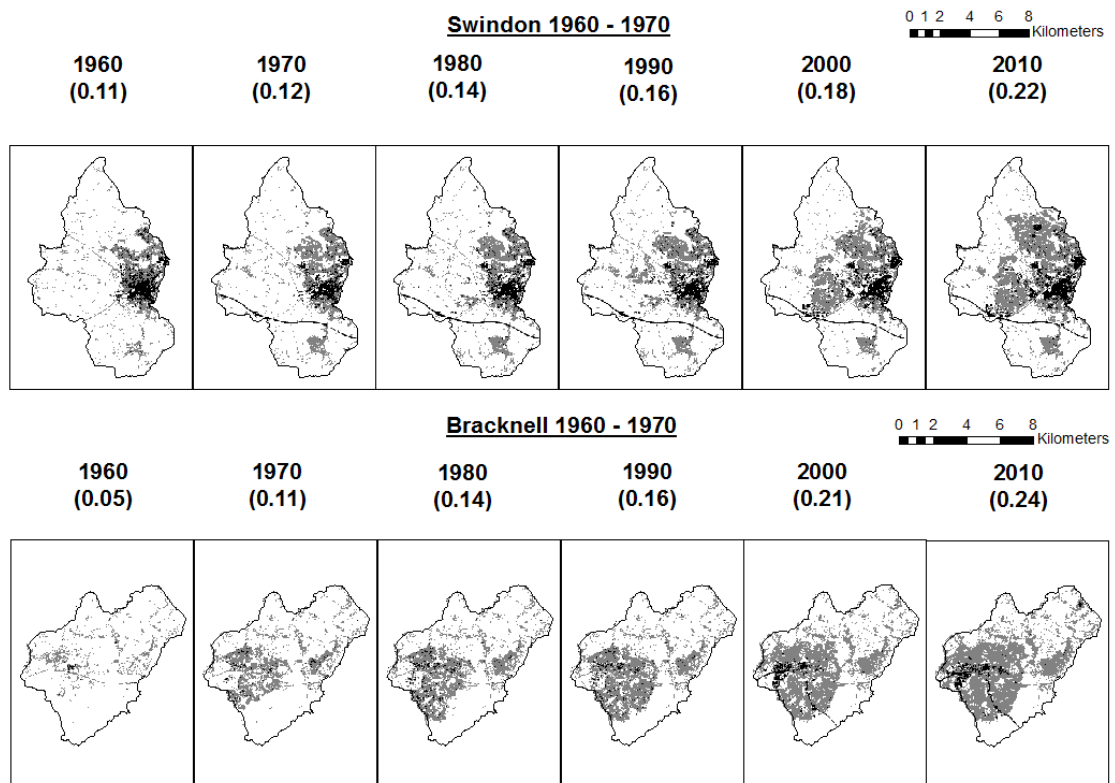 Swindon 1960 - 1970
0 1 2 4 6 8
Kilometers
1960 1970 1980 1990 2000 2010
(0.11) (0.12) (0.14) (0.16) (0.18) (0.22)
Bracknell 1960 - 1970
0 1 2 4 6 8
Kilometers
1960 1970 1980 1990 2000 2010
(0.05) (0.11) (0.14) (0.16) (0.21) (0.24)